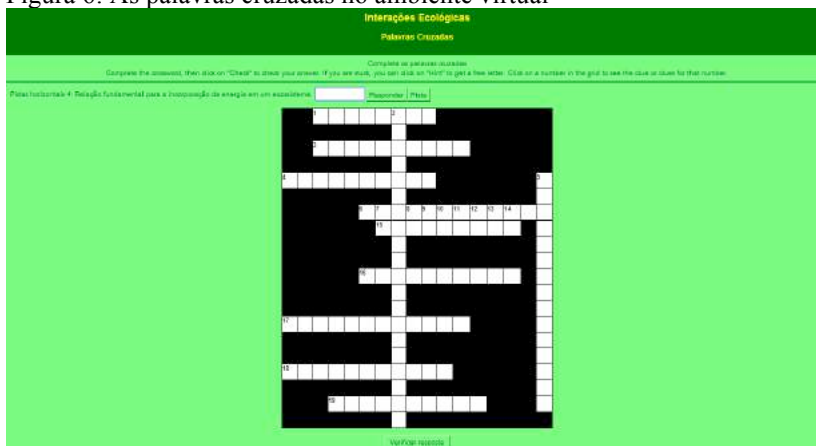 Figura 6. As palavras cruzadas no ambiente virtual
Interações Ecológicas
Palavras Cruzadas
Complete as palavras cruzadas
Complete the crossword, then click on "Check" to check your answer. If you are stuck, you can click on "Hint" to get a free letter. Click on a number in the grid to see the clue or clues for that number.
Pistas horizontais 4: Relação fundamental para a incorporação de energia em um ecossistema. Responder Pista
1 2
4 3
7 8 9 10 11 12 13 14
15
16
17
18
19
Verificar resposta